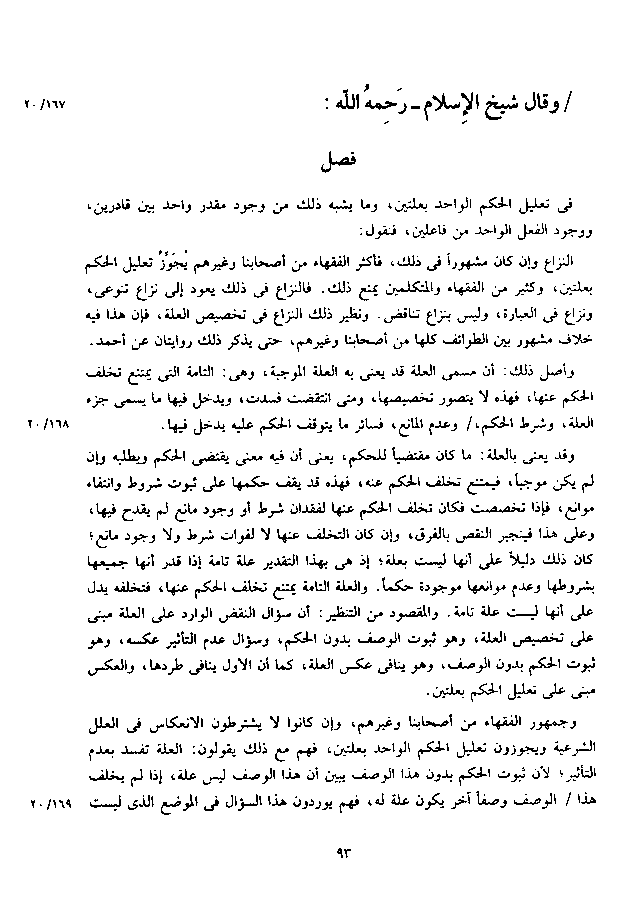 / وقال شيخ الإسلام ـ رَحِمهُ الله : ٢٠/١٦٧
فصل
فى تعليل الحكم الواحد بعلتين، وما يشبه ذلك من وجود مقدر واحد بين قادرين،
ووجود الفعل الواحد من فاعلين، فنقول:
النزاع وإن كان مشهوراً فى ذلك، فأكثر الفقهاء من أصحابنا وغيرهم يُجَوِّزُ تعليل الحكم
بعلتين، وكثير من الفقهاء والمتكلمين يمنع ذلك. فالنزاع فى ذلك يعود إلى نزاع تنوعى،
ونزاع فى العبارة، وليس بنزاع تناقض. ونظير ذلك النزاع فى تخصيص العلة، فإن هذا فيه
خلاف مشهور بين الطوائف كلها من أصحابنا وغيرهم، حتى يذكر ذلك روايتان عن أحمد.
وأصل ذلك: أن مسمى العلة قد يعنى به العلة الموجبة، وهى: التامة التى يمتنع تخلف
الحكم عنها، فهذه لا يتصور تخصيصها، ومتى انتقضت فسدت، ويدخل فيها ما يسمى جزء
العلة، وشرط الحكم، / وعدم المانع، فسائر ما يتوقف الحكم عليه يدخل فيها. ٢٠/١٦٨
وقد يعنى بالعلة: ما كان مقتضياً للحكم، يعنى أن فيه معنى يقتضى الحكم ويطلبه وإن
لم يكن موجباً، فيمتنع تخلف الحكم عنه، فهذه قد يقف حكمها على ثبوت شروط وانتفاء
موانع، فإذا تخصصت فكان تخلف الحكم عنها لفقدان شرط أو وجود مانع لم يقدح فيها،
وعلى هذا فينجبر النقص بالفرق، وإن كان التخلف عنها لا لفوات شرط ولا وجود مانع؛
كان ذلك دليلاً على أنها ليست بعلة؛ إذ هى بهذا التقدير علة تامة إذا قدر أنها جميعها
بشروطها وعدم موانعها موجودة حكماً. والعلة التامة يمتنع تخلف الحكم عنها، فتخلفه يدل
على أنها ليست علة تامة. والمقصود من التنظير: أن سؤال النقض الوارد على العلة مبنى
على تخصيص العلة، وهو ثبوت الوصف بدون الحكم، وسؤال عدم التأثير عكسه، وهو
ثبوت الحكم بدون الوصف، وهو ينافى عكس العلة، كما أن الأول ينافى طردها، والعكس
مبنى على تعليل الحكم بعلتين.
وجمهور الفقهاء من أصحابنا وغيرهم، وإن كانوا لا يشترطون الانعكاس فى العلل
الشرعية ويجوزون تعليل الحكم الواحد بعلتين، فهم مع ذلك يقولون: العلة تفسد بعدم
التأثير؛ لأن ثبوت الحكم بدون هذا الوصف يبين أن هذا الوصف ليس علة، إذا لم يخلف
هذا / الوصف وصفاً آخر يكون علة له، فهم يوردون هذا السؤال فى الموضع الذى ليست ٢٠/١٦٩
٩٣